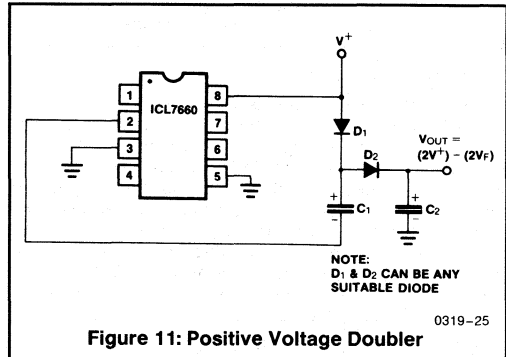 V+
ICL7660
1
2
3
4
8
7
6
5
D1
D2
VOUT =
(2V+) – (2VF)
+
–
C1
+
–
C2
NOTE:
D1 & D2 CAN BE ANY
SUITABLE DIODE
0319–25
Figure 11: Positive Voltage Doubler